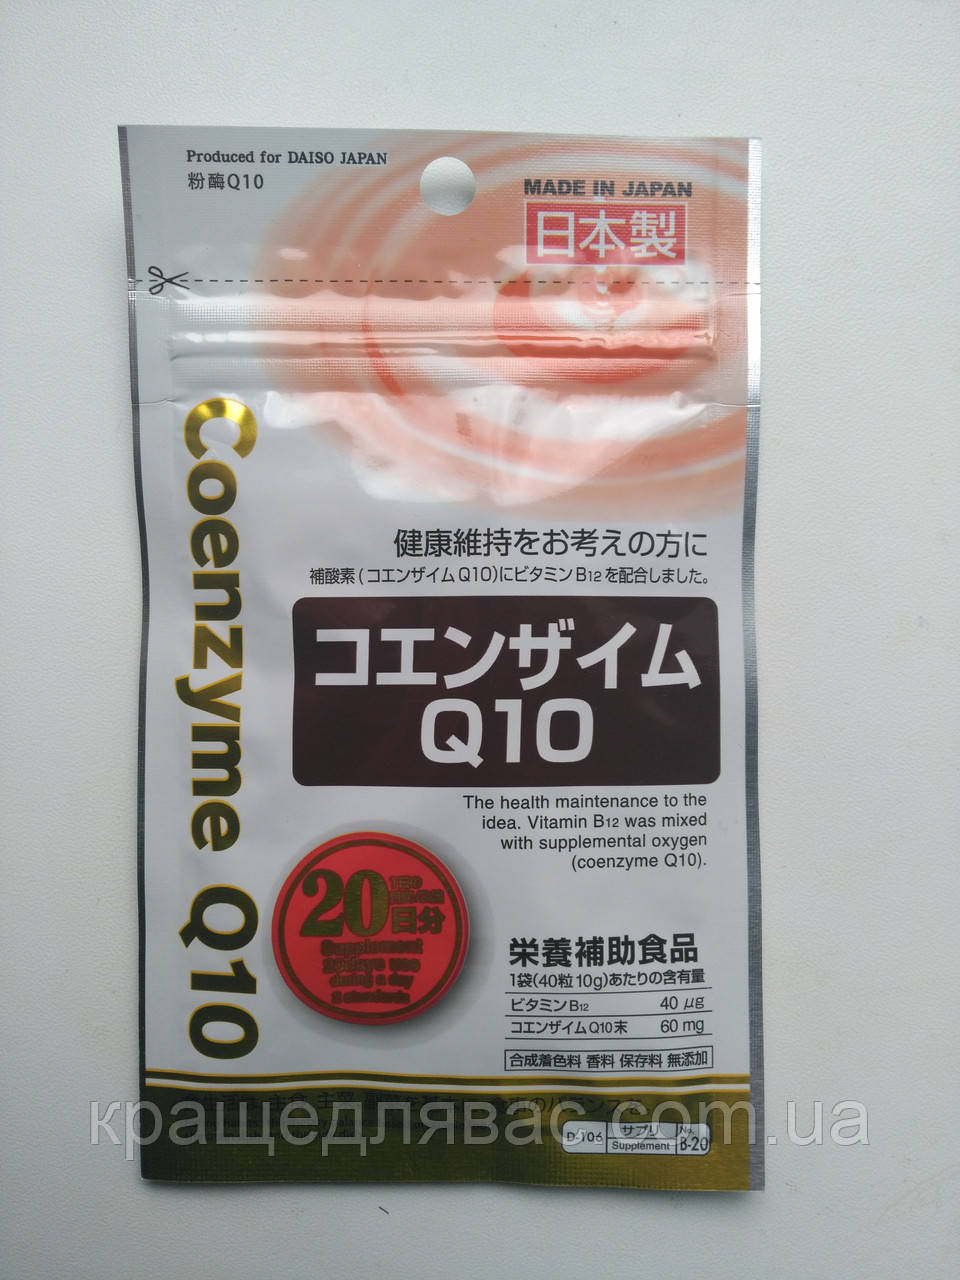 Produced for DAISO JAPAN
粉酶Q10
MADE IN JAPAN
日本製
Coenzyme Q10
健康維持をお考えの方に
補酸素(コエンザイムQ10)にビタミンB12を配合しました。
コエンザイム
Q10
The health maintenance to the
idea. Vitamin B12 was mixed
with supplemental oxygen
(coenzyme Q10).
20日分
Supplement
栄養補助食品
1袋(40粒10g)あたりの含有量
ビタミンB12 40 μg
コエンザイムQ10末 60 mg
合成着色料 香料 保存料 無添加
кращедлявас.com.ua
D-106 サプリ Supplement No. B-20